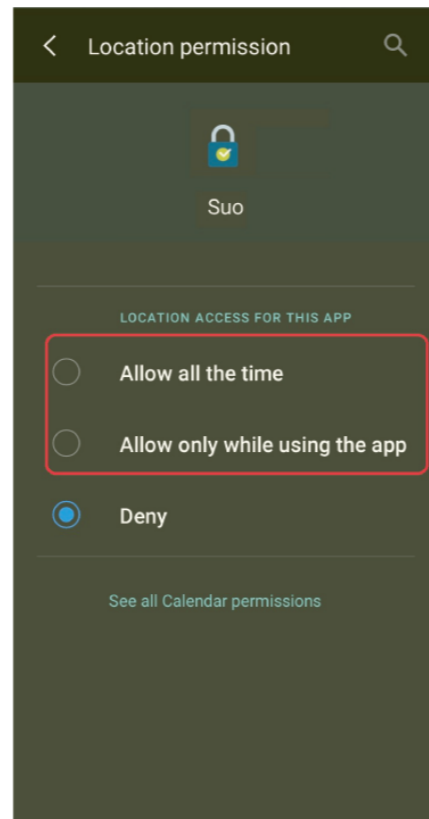 Location permission
Suo
LOCATION ACCESS FOR THIS APP
Allow all the time
Allow only while using the app
Deny
See all Calendar permissions